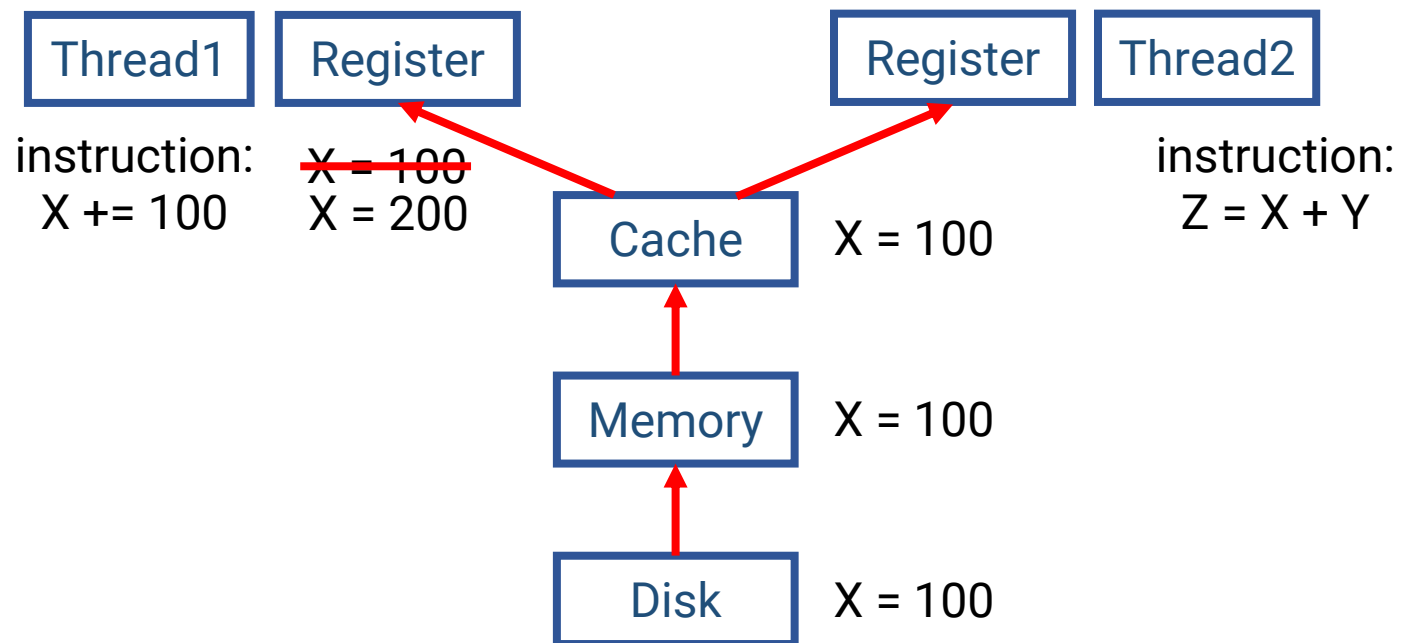 Thread1
Register
Register
Thread2
instruction:
X += 100
X = 100
X = 200
instruction:
Z = X + Y
Cache
X = 100
Memory
X = 100
Disk
X = 100